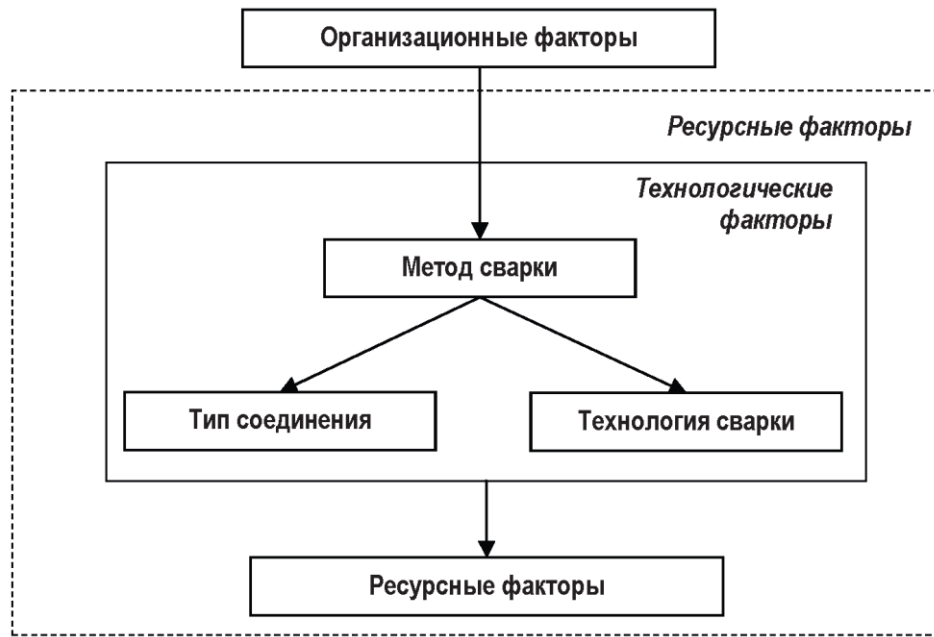 Организационные факторы
Ресурсные факторы
Технологические
факторы
Метод сварки
Тип соединения
Технология сварки
Ресурсные факторы